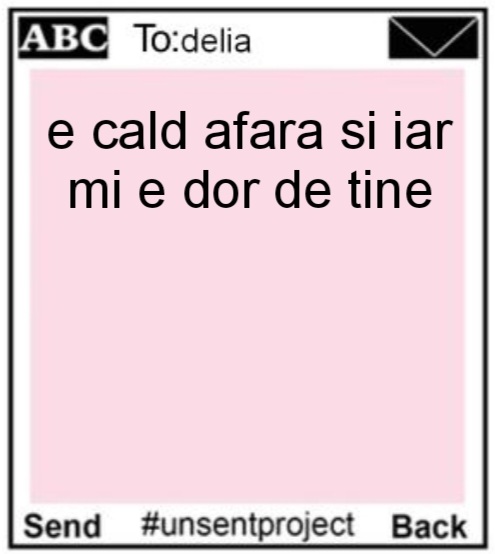 ABC To:delia
e cald afara si iar
mi e dor de tine
Send #unsentproject Back